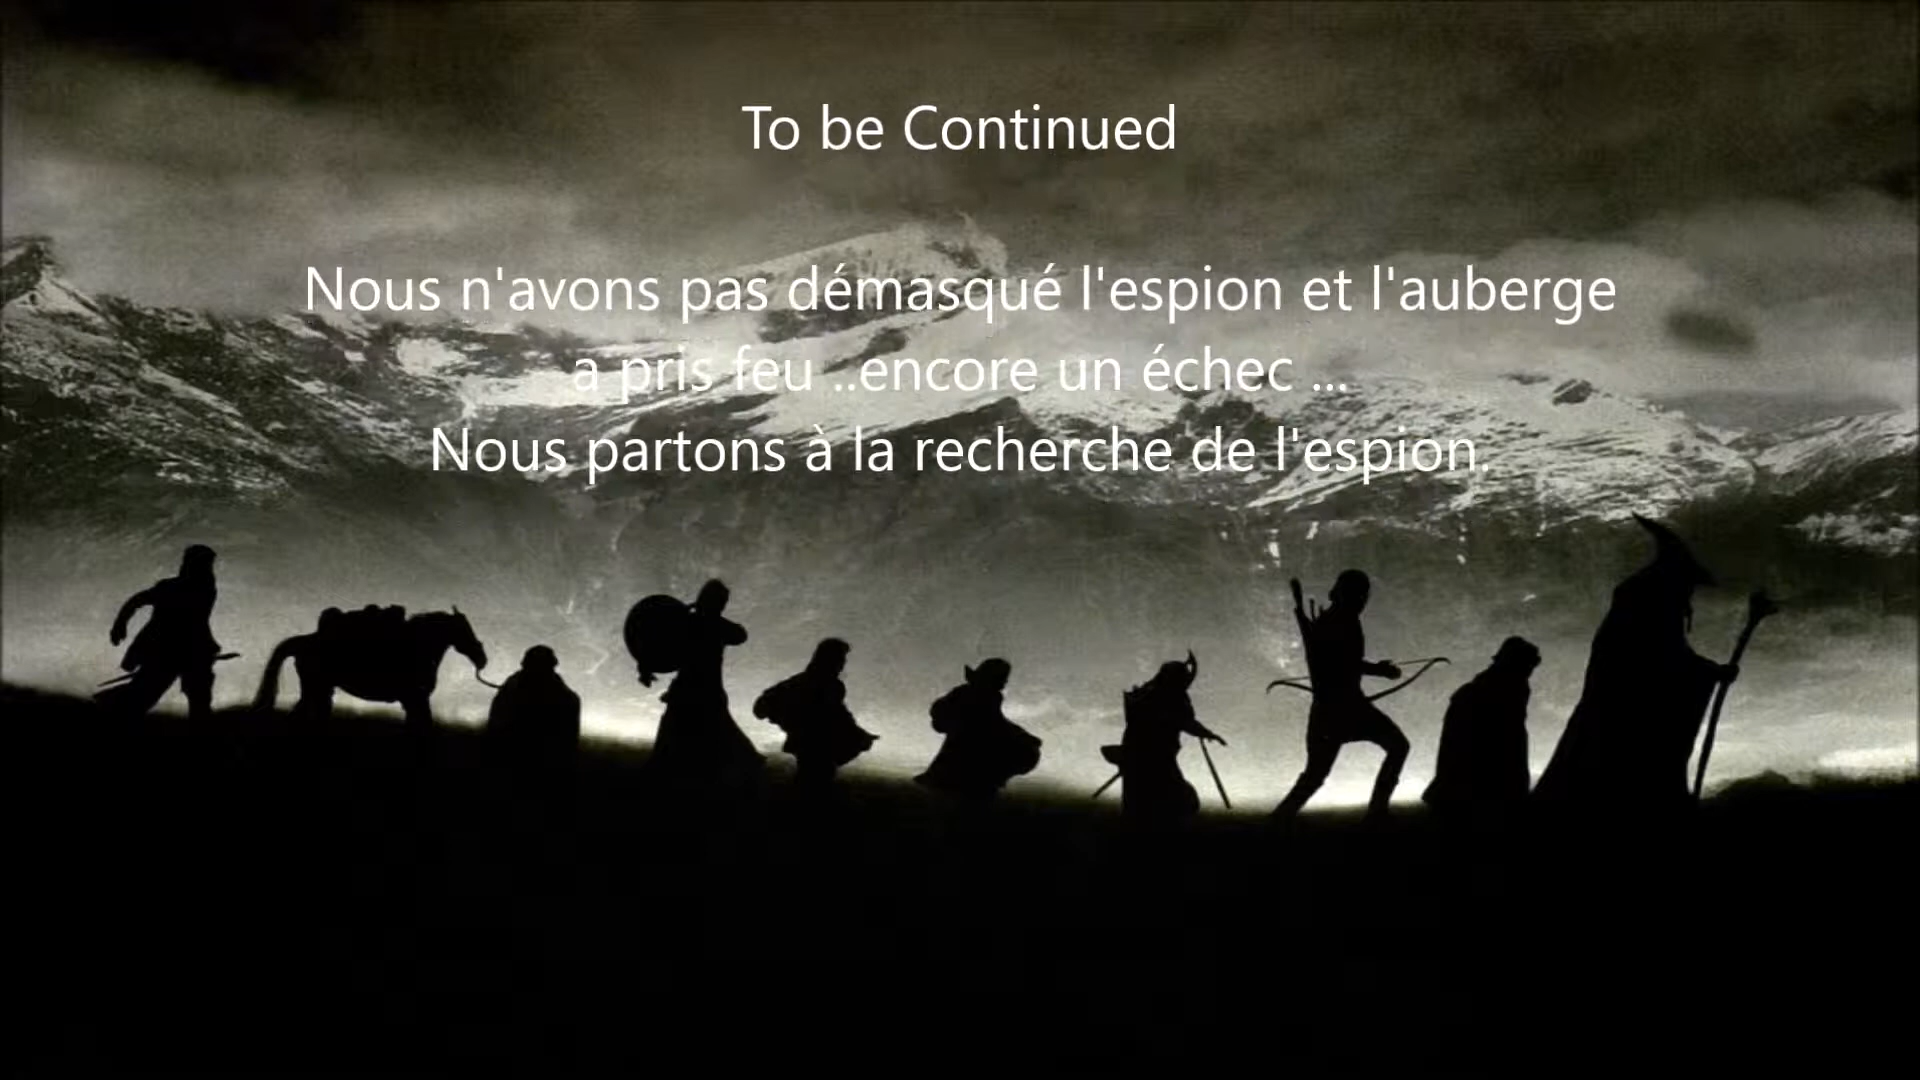 To be Continued
Nous n'avons pas démasqué l'espion et l'auberge
a pris feu ..encore un échec ...
Nous partons à la recherche de l'espion.